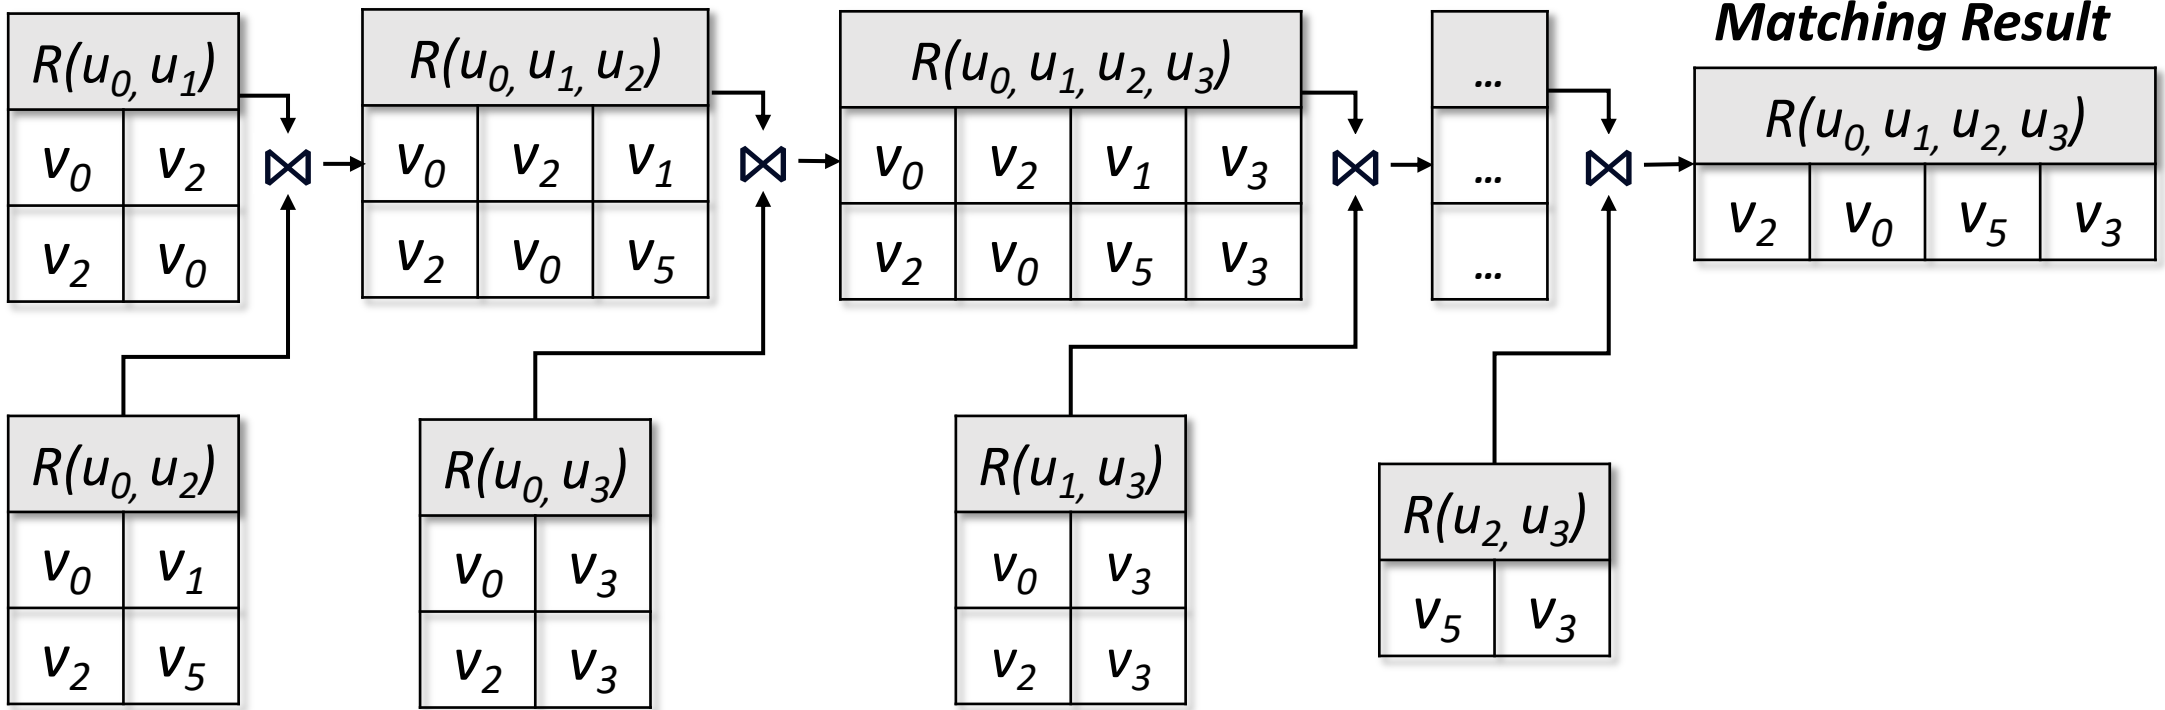 Matching Result
R(u0, u1)
v0 v2
v2 v0
R(u0, u1, u2)
v0 v2 v1
v2 v0 v5
R(u0, u1, u2, u3)
v0 v2 v1 v3
v2 v0 v5 v3
...
...
...
R(u0, u1, u2, u3)
v2 v0 v5 v3
R(u0, u2)
v0 v1
v2 v5
R(u0, u3)
v0 v3
v2 v3
R(u1, u3)
v0 v3
v2 v3
R(u2, u3)
v5 v3